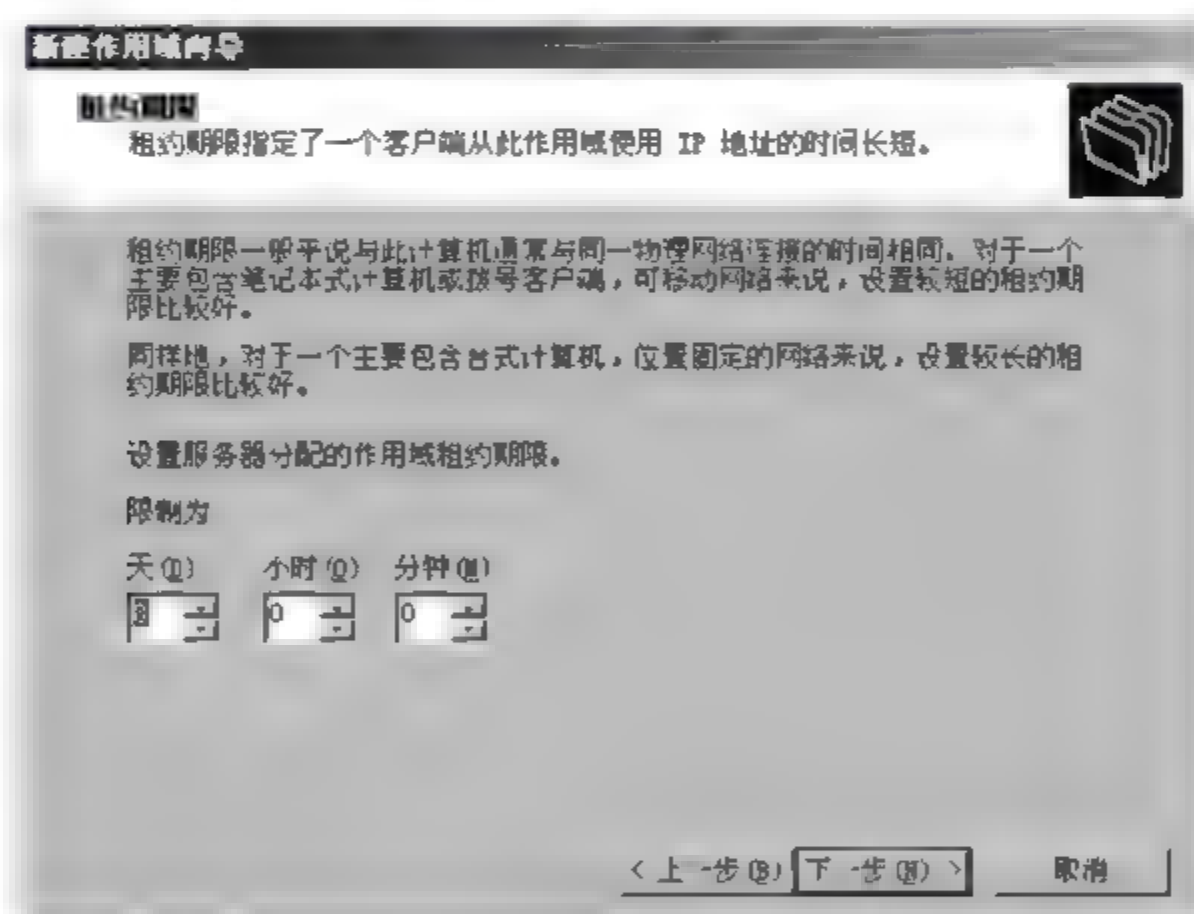 新建作用域向导
租约期限
租约期限指定了一个客户端从此作用域使用 IP 地址的时间长短。
租约期限一般来说与此计算机通常与同一物理网络连接的时间相同。对于一个
主要包含笔记本式计算机或拨号客户端，可移动网络来说，设置较短的租约期
限比较好。
同样地，对于一个主要包含台式计算机，位置固定的网络来说，设置较长的租
约期限比较好。
设置服务器分配的作用域租约期限。
限制为
天(D) 小时(O) 分钟(M)
8 0 0
< 上一步(B) 下一步(N) > 取消